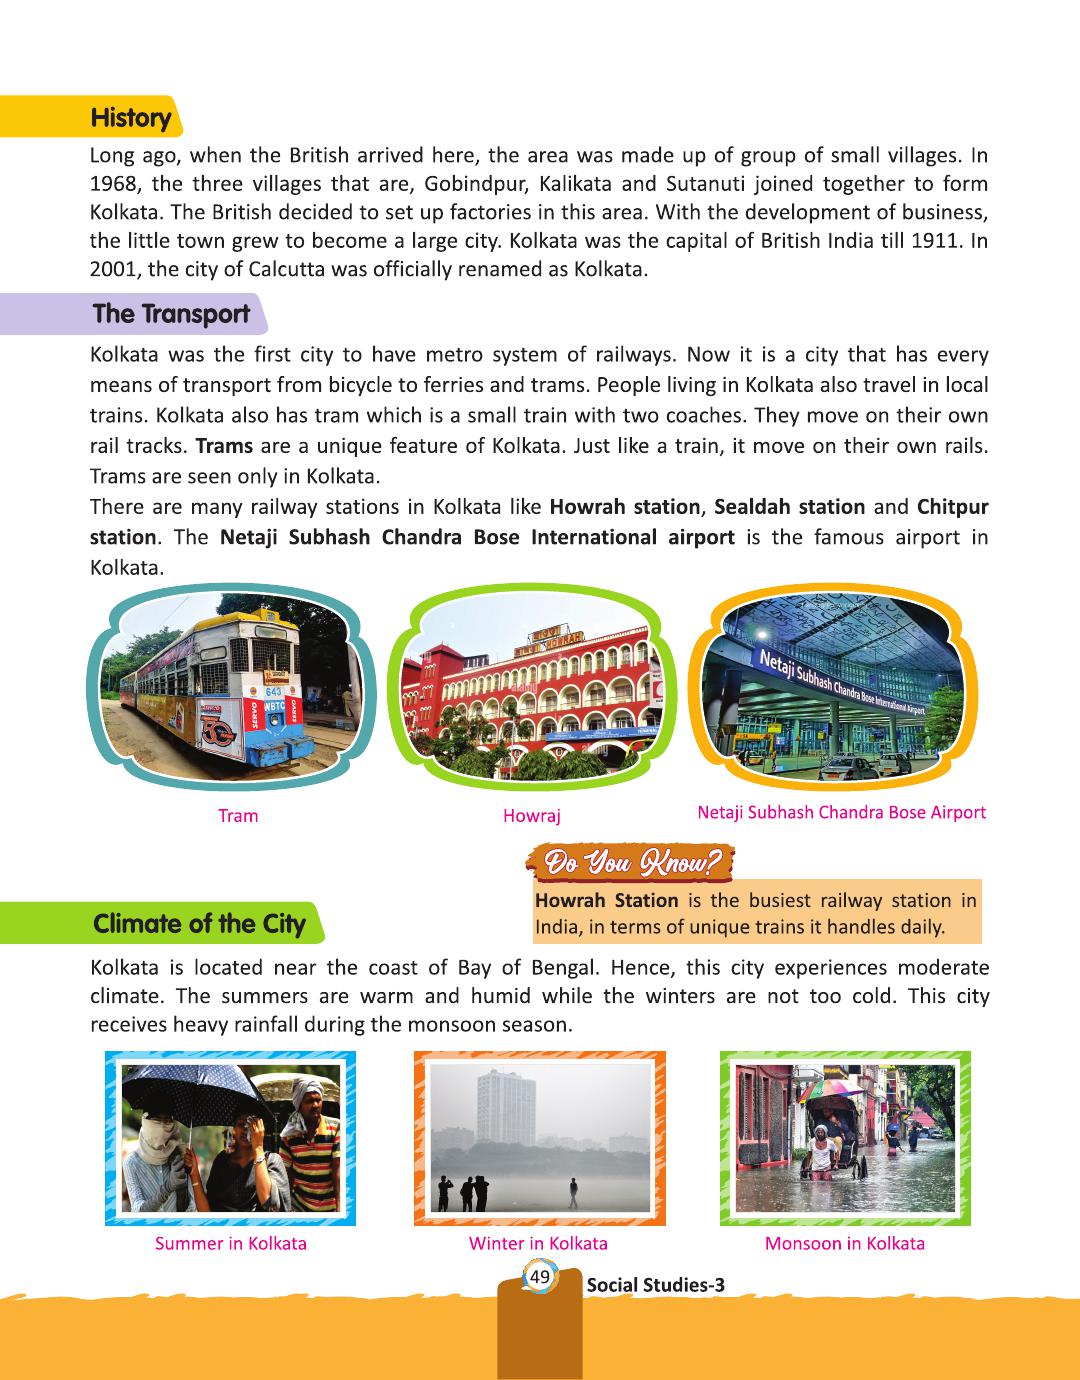 History
Long ago, when the British arrived here, the area was made up of group of small villages. In
1968, the three villages that are, Gobindpur, Kalikata and Sutanuti joined together to form
Kolkata. The British decided to set up factories in this area. With the development of business,
the little town grew to become a large city. Kolkata was the capital of British India till 1911. In
2001, the city of Calcutta was officially renamed as Kolkata.
The Transport
Kolkata was the first city to have metro system of railways. Now it is a city that has every
means of transport from bicycle to ferries and trams. People living in Kolkata also travel in local
trains. Kolkata also has tram which is a small train with two coaches. They move on their own
rail tracks. Trams are a unique feature of Kolkata. Just like a train, it move on their own rails.
Trams are seen only in Kolkata.
There are many railway stations in Kolkata like Howrah station, Sealdah station and Chitpur
station. The Netaji Subhash Chandra Bose International airport is the famous airport in
Kolkata.
643
WBTC
SERVO
SERVO
50
HOWRAH
Netaji Subhash Chandra Bose International Airport
Tram
Howraj
Netaji Subhash Chandra Bose Airport
Do You Know?
Howrah Station is the busiest railway station in
India, in terms of unique trains it handles daily.
Climate of the City
Kolkata is located near the coast of Bay of Bengal. Hence, this city experiences moderate
climate. The summers are warm and humid while the winters are not too cold. This city
receives heavy rainfall during the monsoon season.
Summer in Kolkata
Winter in Kolkata
Monsoon in Kolkata
49
Social Studies-3